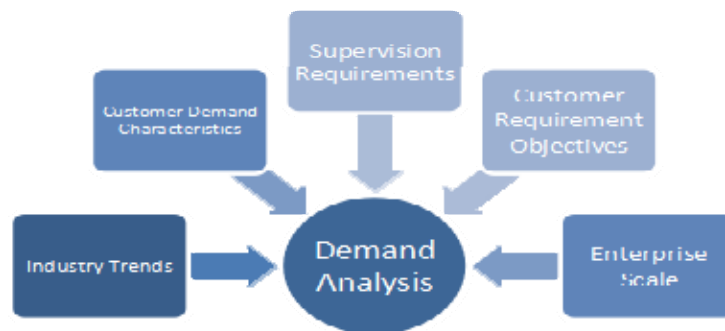 Supervision
Requirements
Customer Demand
Characteristics
Customer
Requirement
Objectives
Industry Trends
Demand
Analysis
Enterprise
Scale